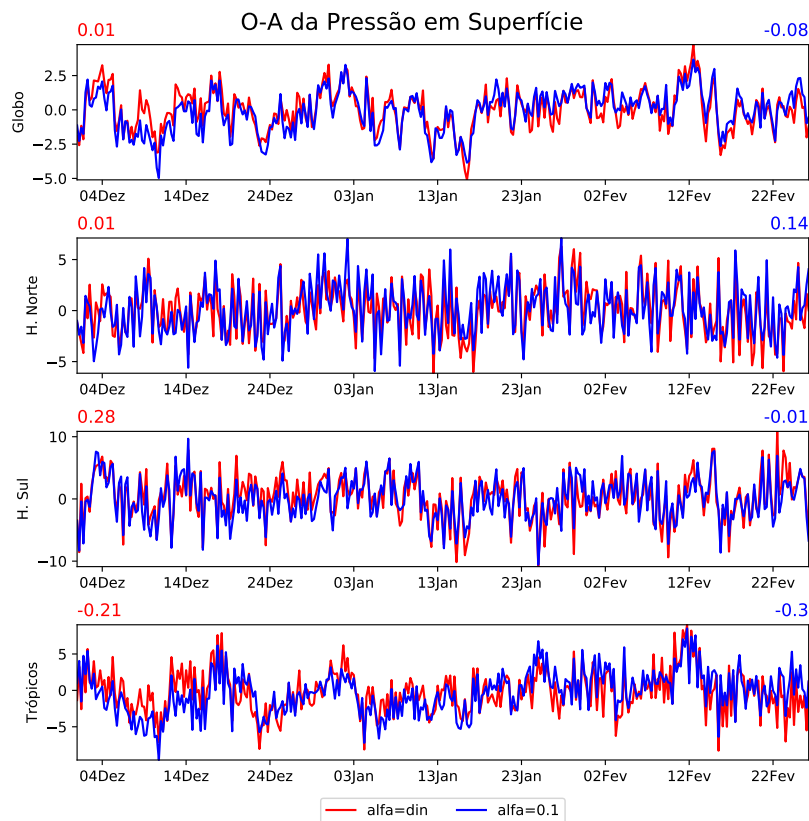 O-A da Pressão em Superfície
0.01 -0.08
Globo
2.5
0.0
−2.5
−5.0
04Dez 14Dez 24Dez 03Jan 13Jan 23Jan 02Fev 12Fev 22Fev
0.01 0.14
H. Norte
5
0
−5
04Dez 14Dez 24Dez 03Jan 13Jan 23Jan 02Fev 12Fev 22Fev
0.28 -0.01
H. Sul
10
0
−10
04Dez 14Dez 24Dez 03Jan 13Jan 23Jan 02Fev 12Fev 22Fev
-0.21 -0.3
Trópicos
5
0
−5
04Dez 14Dez 24Dez 03Jan 13Jan 23Jan 02Fev 12Fev 22Fev
alfa=din alfa=0.1